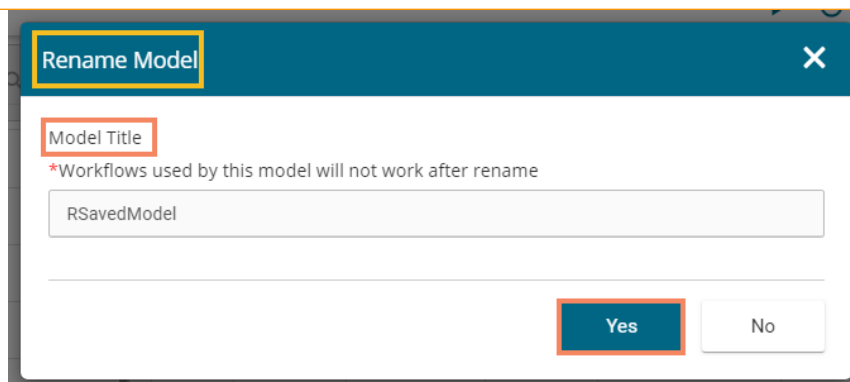 Rename Model
Model Title
*Workflows used by this model will not work after rename
RSavedModel
Yes
No